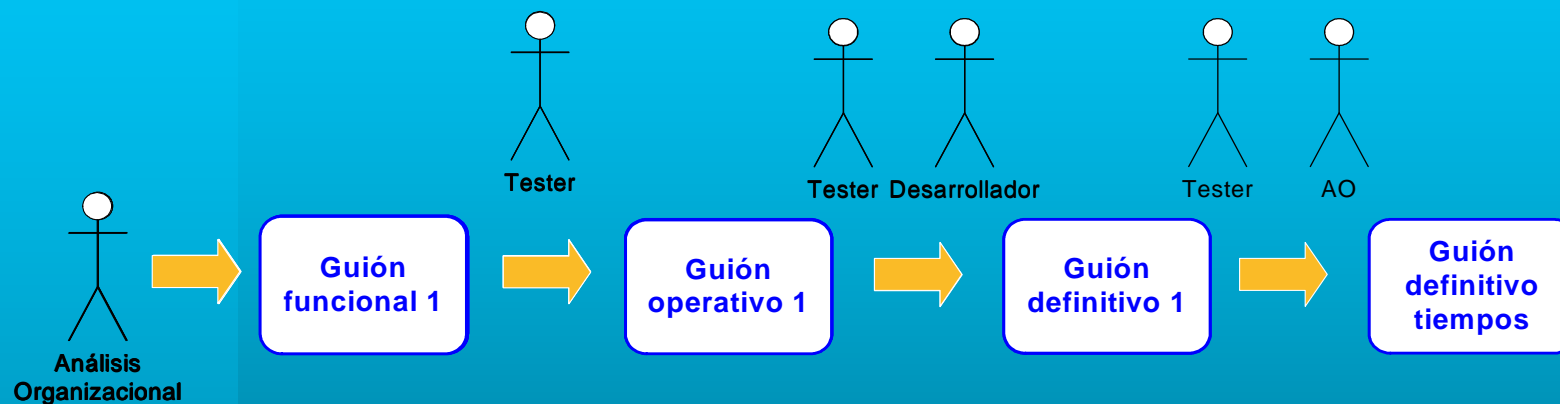 Tester
Tester Desarrollador
Tester AO
Análisis
Organizacional
Guión
funcional 1
Guión
operativo 1
Guión
definitivo 1
Guión
definitivo
tiempos